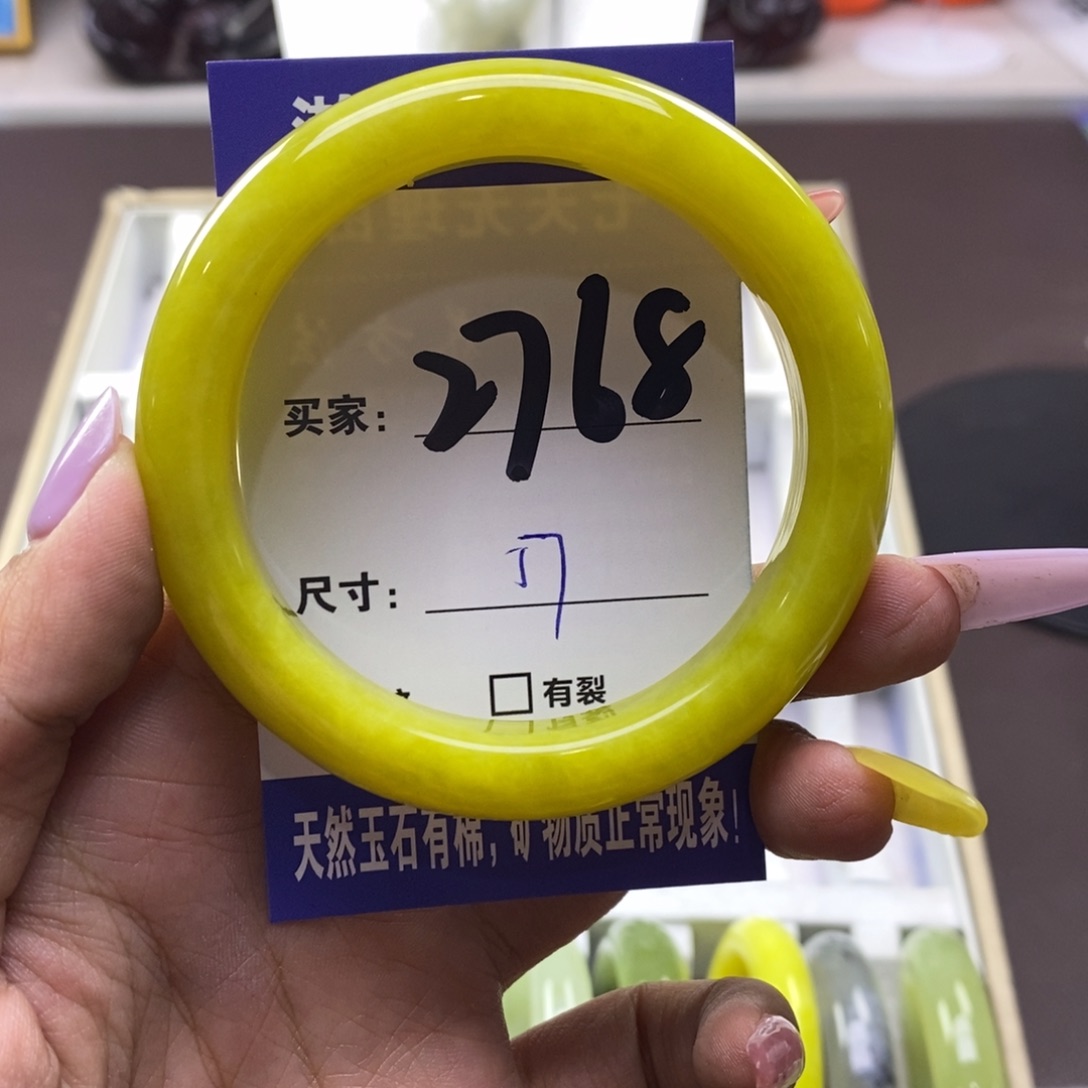 买家: 2768
尺寸: 57
有裂
天然玉石有棉,矿物质正常现象!